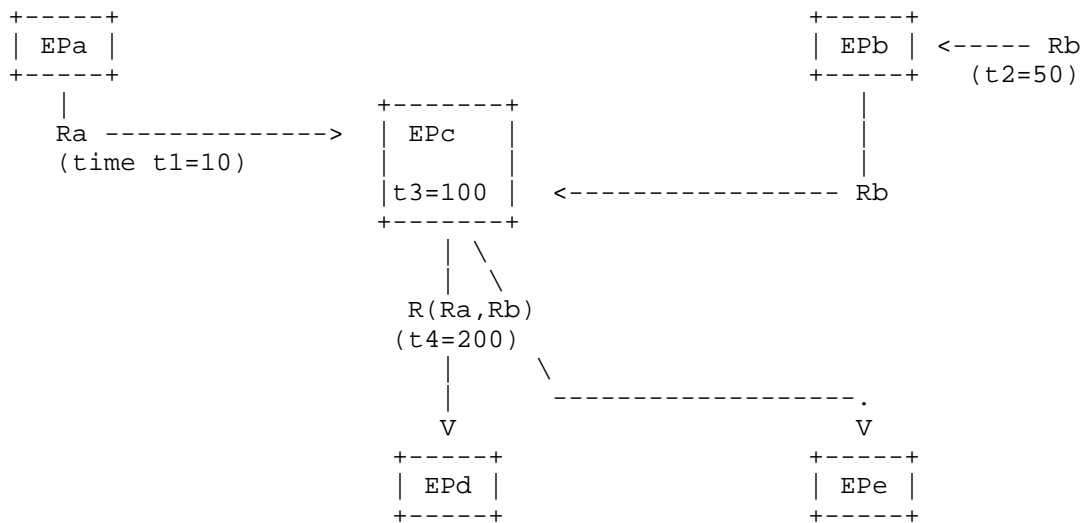 EPa EPb <----- Rb
(t2=50)
Ra --------------> EPc
(time t1=10)
t3=100 <----------------- Rb
R(Ra,Rb)
(t4=200)
-------------------.
V V
EPd EPe